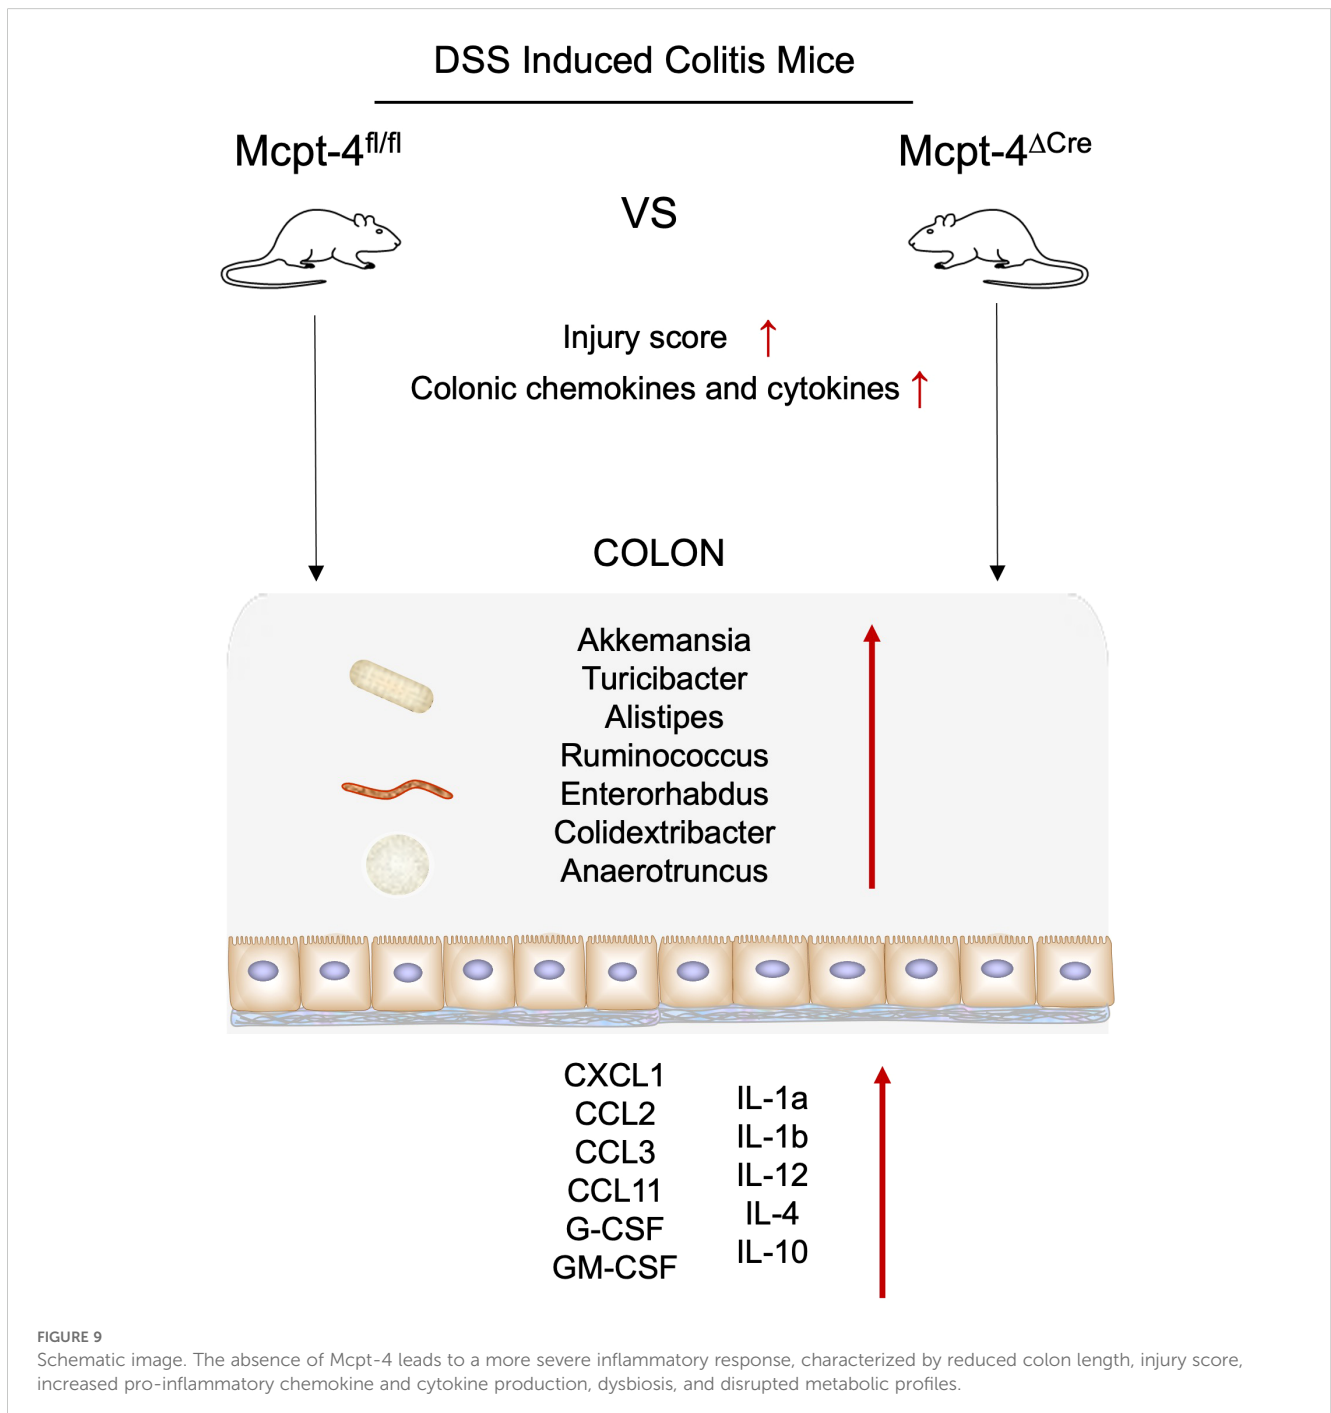 DSS Induced Colitis Mice
Mcpt-4fl/fl
Mcpt-4ΔCre
VS
Injury score ↑
Colonic chemokines and cytokines ↑
COLON
Akkemansia
Turicibacter
Alistipes
Ruminococcus
Enterorhabdus
Colidextribacter
Anaerotruncus
CXCL1
CCL2
CCL3
CCL11
G-CSF
GM-CSF
IL-1a
IL-1b
IL-12
IL-4
IL-10
FIGURE 9
Schematic image. The absence of Mcpt-4 leads to a more severe inflammatory response, characterized by reduced colon length, injury score,
increased pro-inflammatory chemokine and cytokine production, dysbiosis, and disrupted metabolic profiles.